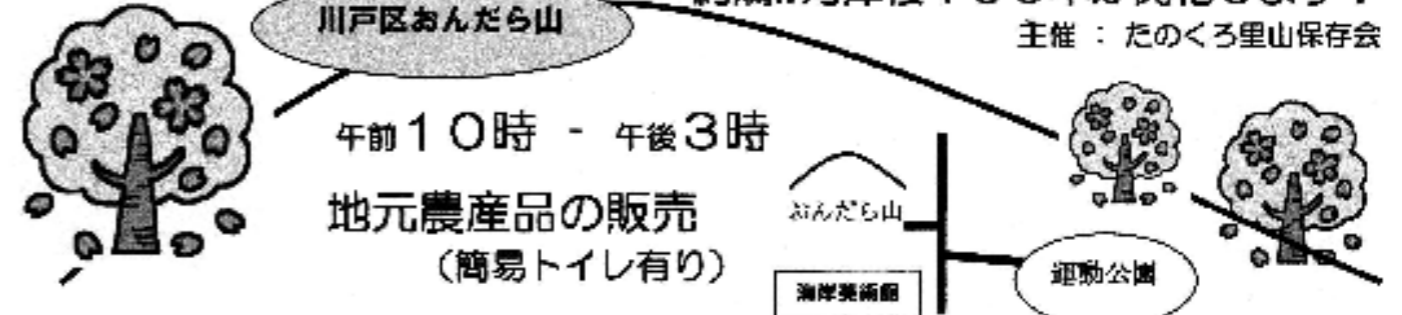 川戸区おんだら山
主催 : たのくろ里山保存会
午前10時 - 午後3時
地元農産品の販売
(簡易トイレ有り)
おんだら山
運動公園
海岸美術館